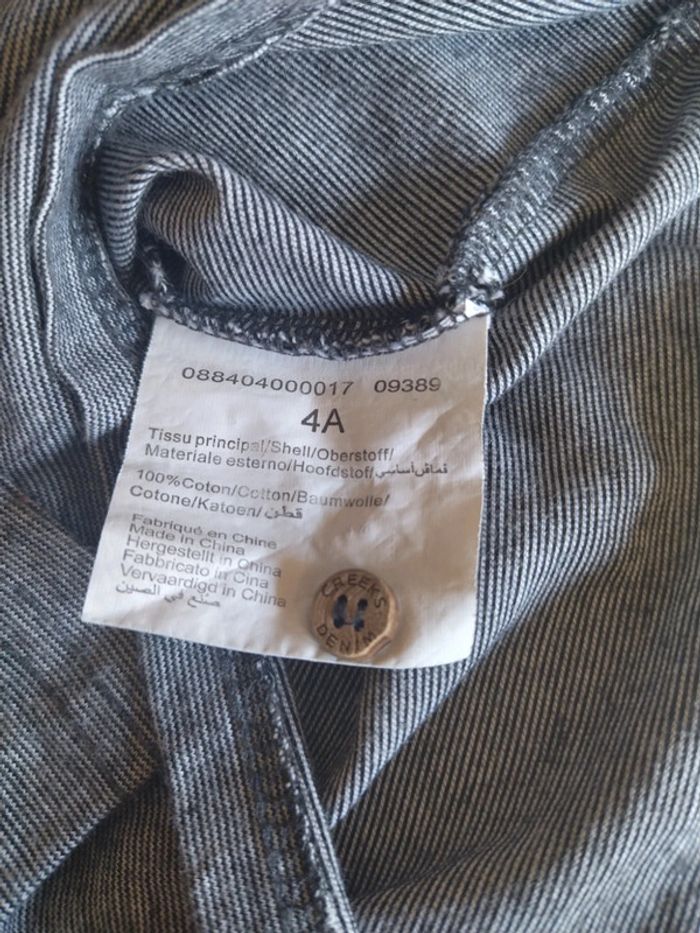 088404000017 09389
4A
Tissu principal/Shell/Oberstoff/
Materiale esterno/Hoofdstof/قماش أساسي
100%Coton/Cotton/Baumwolle/
Cotone/Katoen/قطن
Fabriqué en Chine
Made in China
Hergestellt in China
Fabbricato in Cina
Vervaardigd in China
صنع في الصين
CREEKS
DENIM